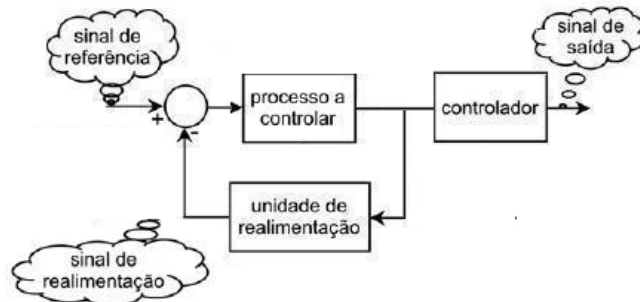 sinal de
referência
+
-
processo a
controlar
controlador
sinal de
saída
unidade de
realimentação
sinal de
realimentação